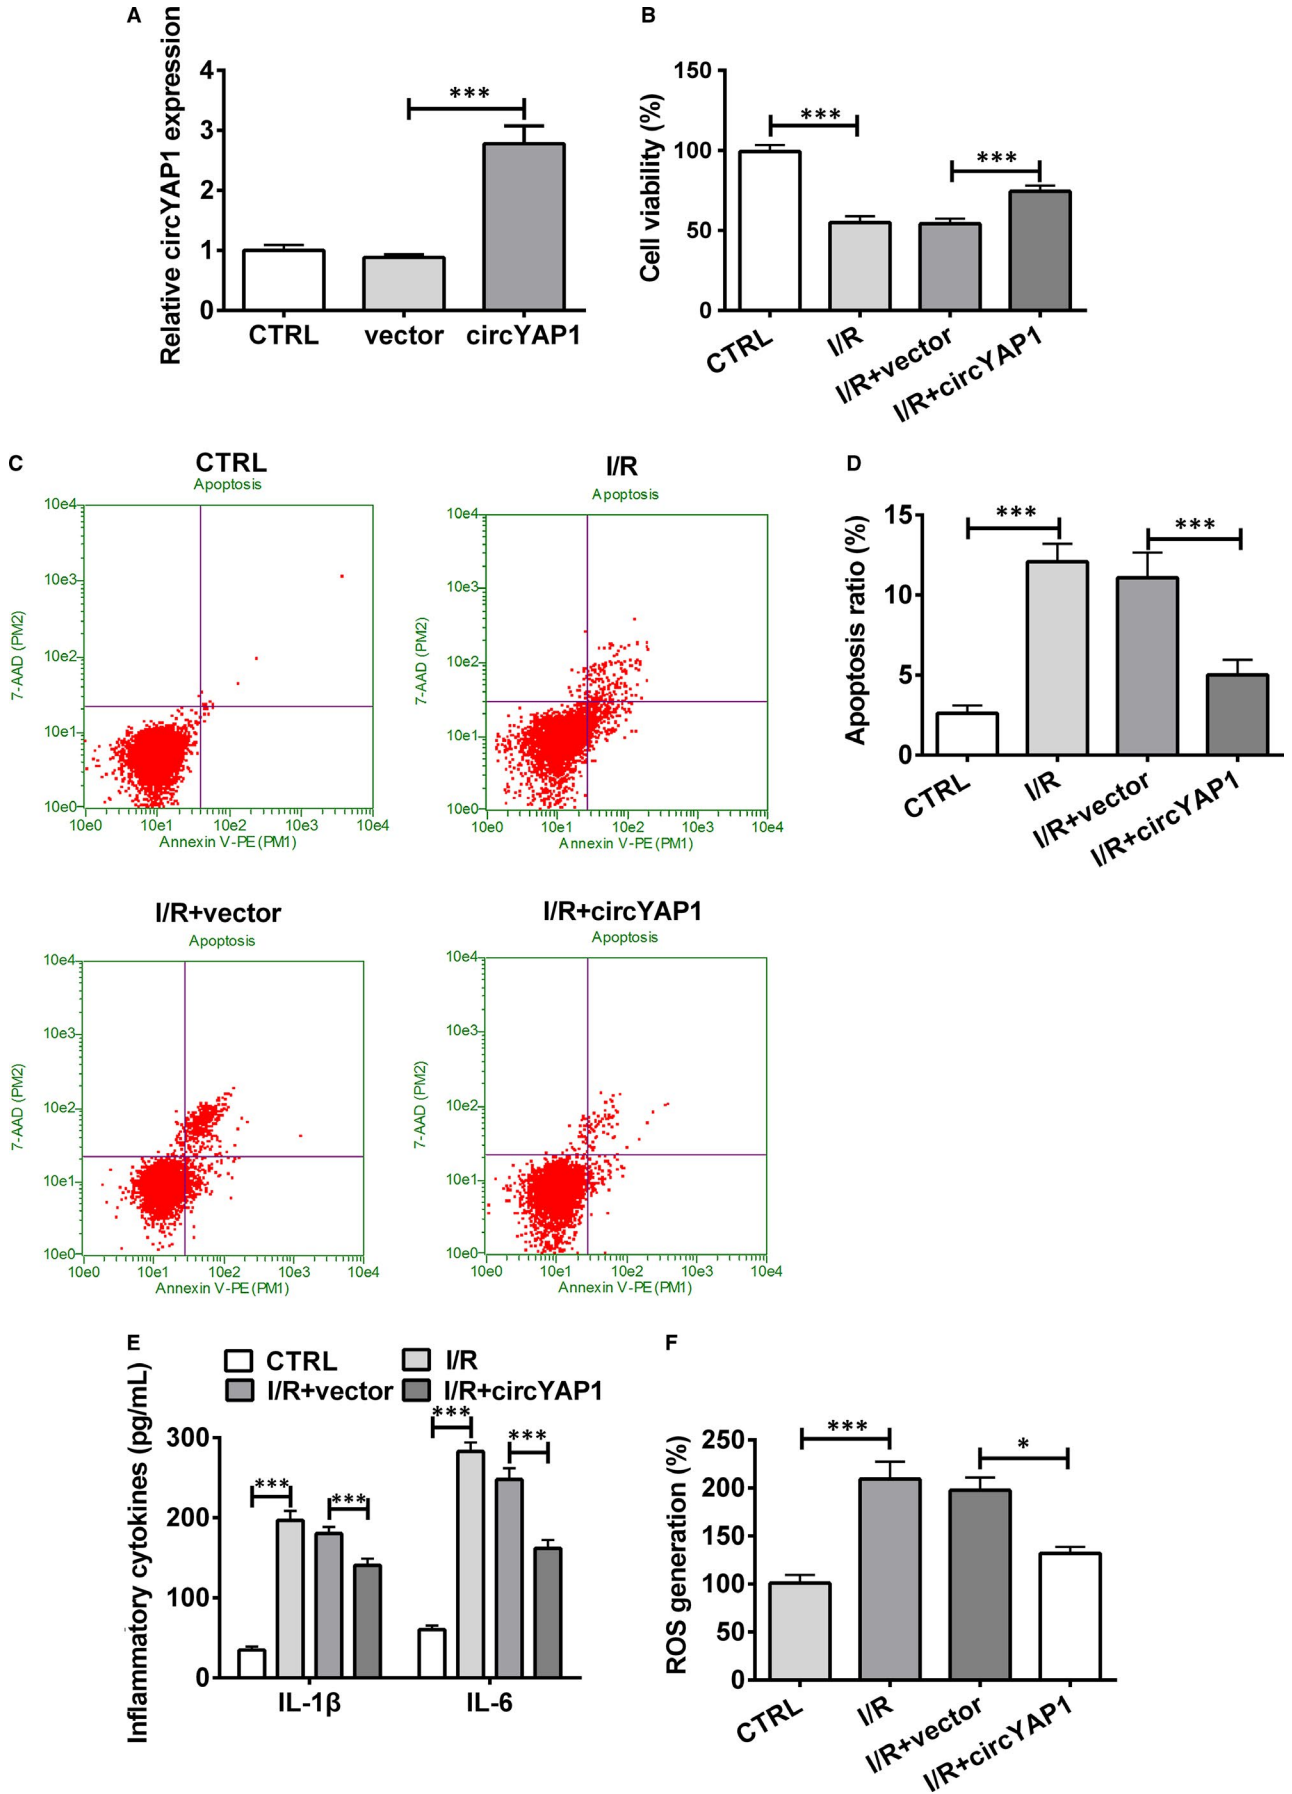 A
Relative circYAP1 expression
4
3
2
1
0
***
CTRL
vector
circYAP1
B
Cell viability (%)
150
100
50
0
***
***
CTRL
I/R
I/R+vector
I/R+circYAP1
C
CTRL
Apoptosis
7-AAD (PM2)
10e4
10e3
10e2
10e1
10e0
10e0
10e1
10e2
10e3
10e4
Annexin V-PE (PM1)
I/R
Apoptosis
7-AAD (PM2)
10e4
10e3
10e2
10e1
10e0
10e0
10e1
10e2
10e3
10e4
Annexin V-PE (PM1)
D
Apoptosis ratio (%)
15
10
5
0
***
***
CTRL
I/R
I/R+vector
I/R+circYAP1
I/R+vector
Apoptosis
7-AAD (PM2)
10e4
10e3
10e2
10e1
10e0
10e0
10e1
10e2
10e3
10e4
Annexin V-PE (PM1)
I/R+circYAP1
Apoptosis
7-AAD (PM2)
10e4
10e3
10e2
10e1
10e0
10e0
10e1
10e2
10e3
10e4
Annexin V-PE (PM1)
E
CTRL
I/R
I/R+vector
I/R+circYAP1
Inflammatory cytokines (pg/mL)
300
200
100
0
***
***
***
***
IL-1β
IL-6
F
ROS generation (%)
250
200
150
100
50
0
***
*
CTRL
I/R
I/R+vector
I/R+circYAP1